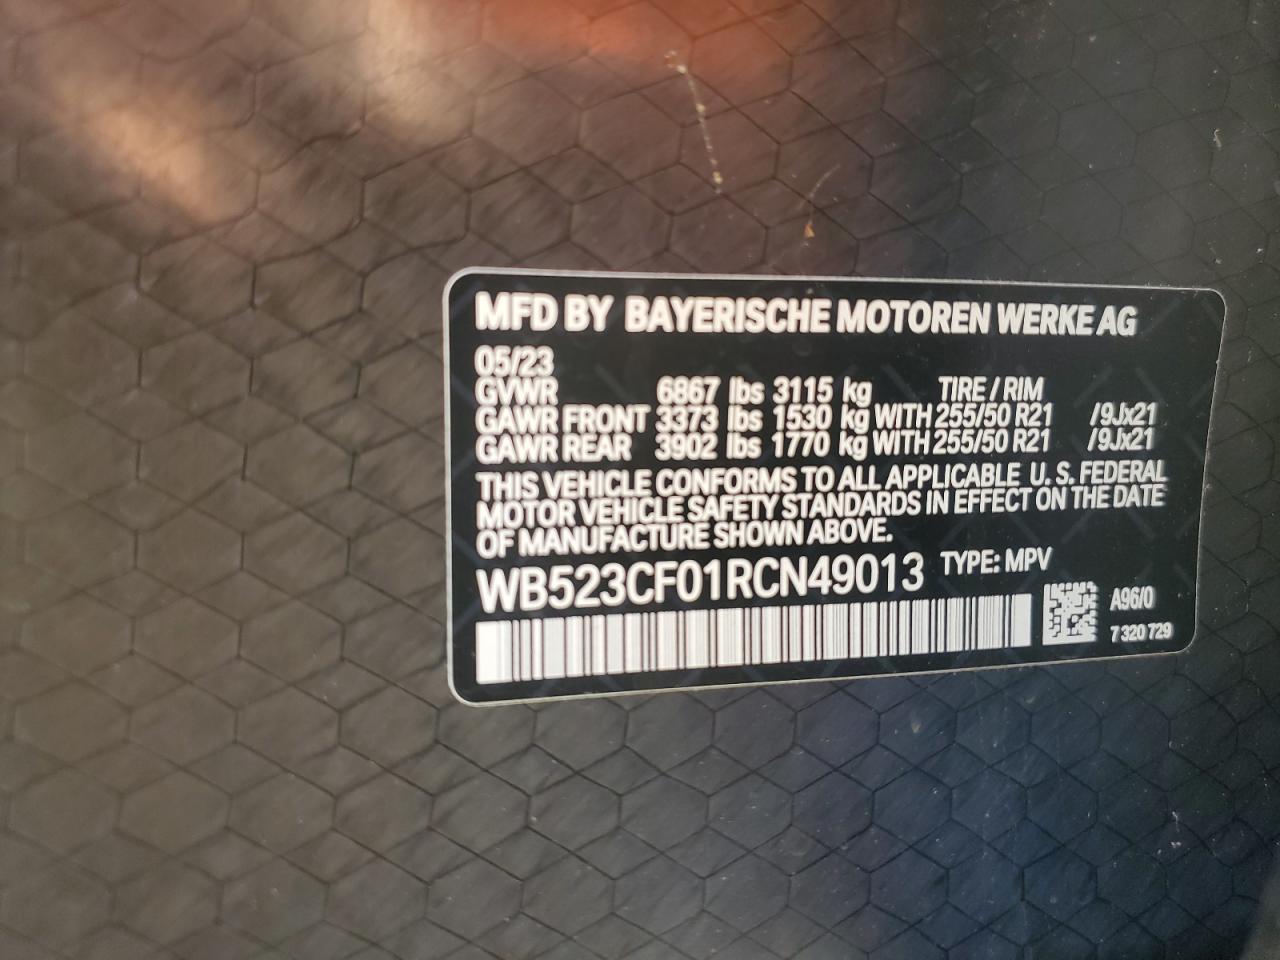 MFD BY BAYERISCHE MOTOREN WERKE AG
05/23
GVWR 6867 lbs 3115 kg TIRE / RIM
GAWR FRONT 3373 lbs 1530 kg WITH 255/50 R21 /9Jx21
GAWR REAR 3902 lbs 1770 kg WITH 255/50 R21 /9Jx21
THIS VEHICLE CONFORMS TO ALL APPLICABLE U. S. FEDERAL
MOTOR VEHICLE SAFETY STANDARDS IN EFFECT ON THE DATE
OF MANUFACTURE SHOWN ABOVE.
WB523CF01RCN49013 TYPE: MPV
A96/0
7 320 729